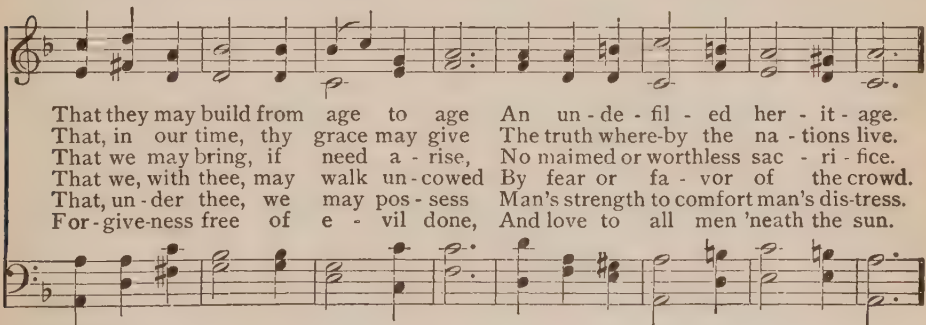 That they may build from age to age An un - de - fil - ed her - it - age.
That, in our time, thy grace may give The truth where-by the na - tions live.
That we may bring, if need a - rise, No maimed or worthless sac - ri - fice.
That we, with thee, may walk un-cowed By fear or fa - vor of the crowd.
That, un - der thee, we may pos - sess Man's strength to comfort man's dis-tress.
For-give-ness free of e - vil done, And love to all men 'neath the sun.